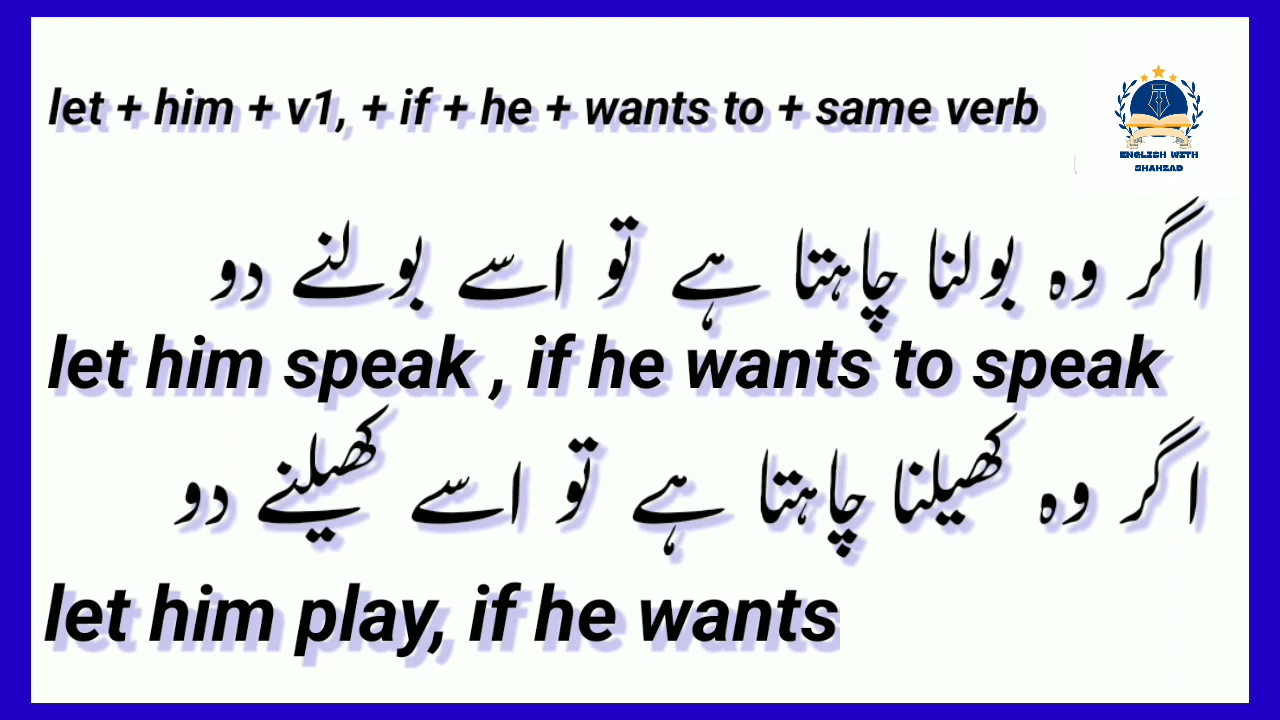 let + him + v1, + if + he + wants to + same verb
ENGLISH WITH
SHAHZAD
اگر وہ بولنا چاہتا ہے تو اسے بولنے دو
let him speak , if he wants to speak
اگر وہ کھیلنا چاہتا ہے تو اسے کھیلنے دو
let him play, if he wants